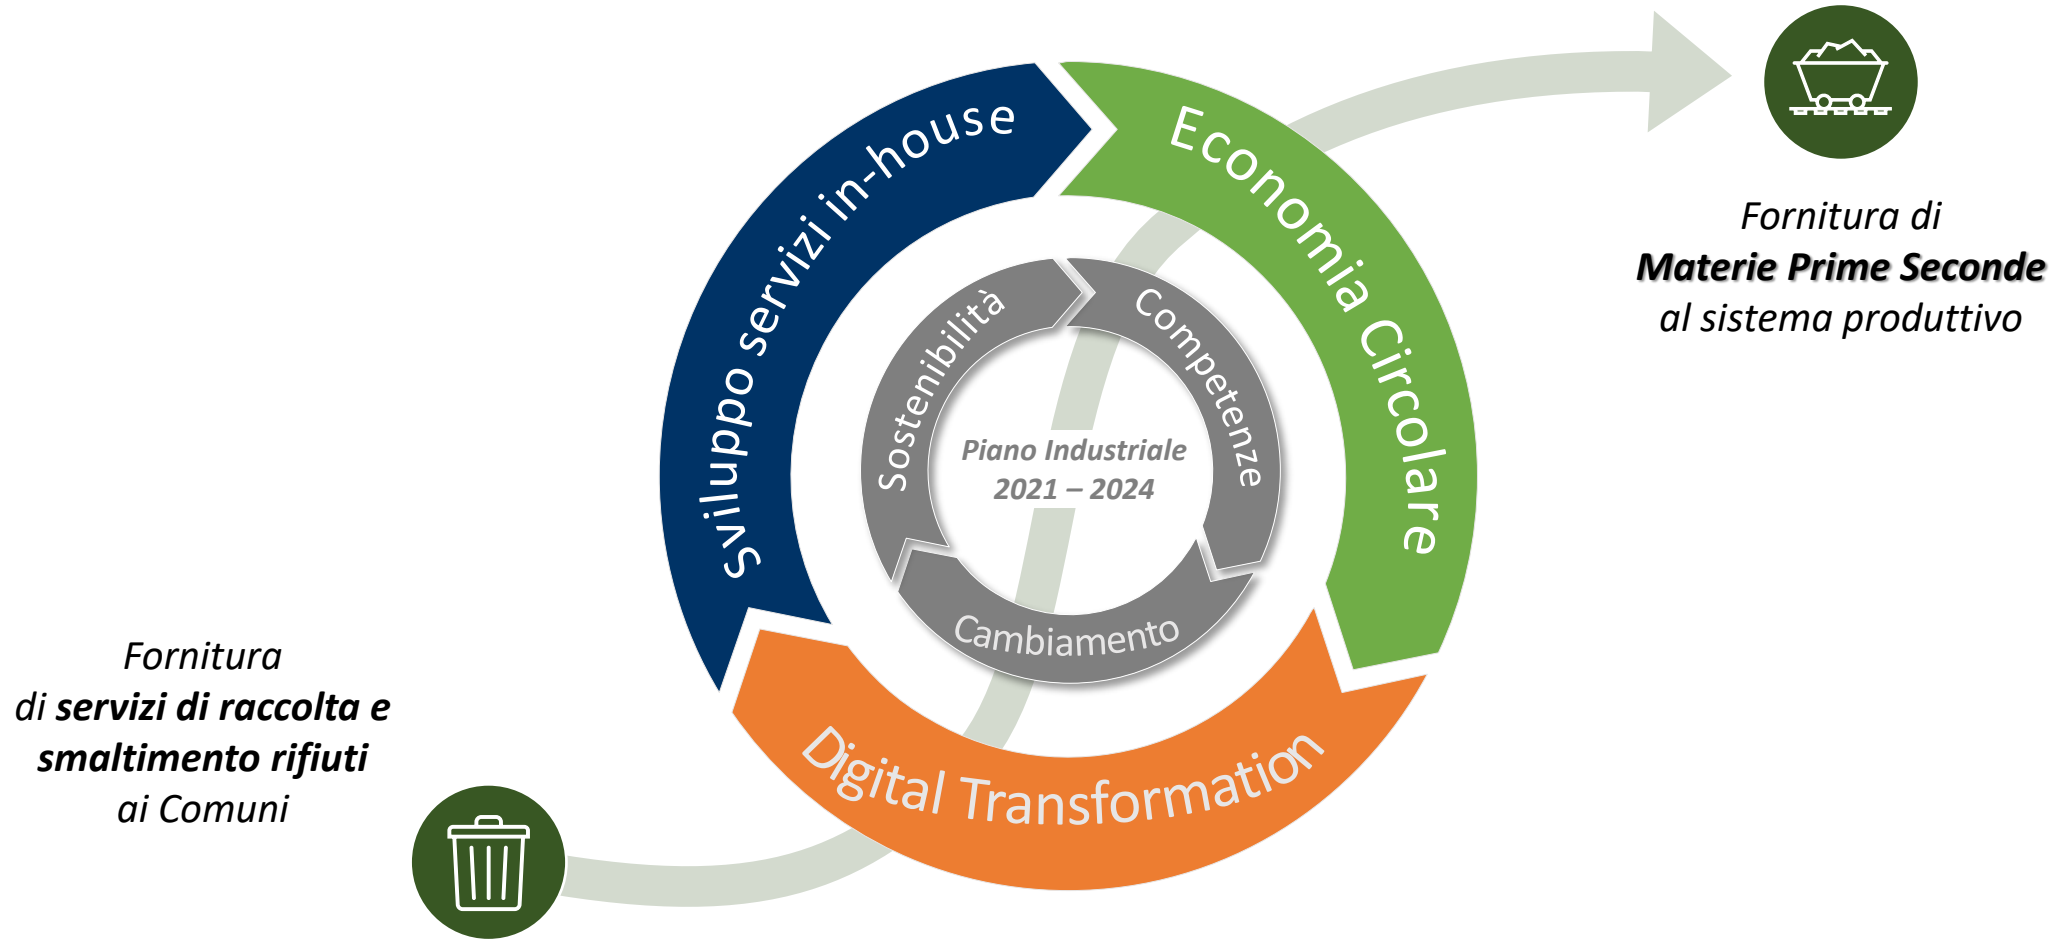 Sviluppo servizi in-house
Economia Circolare
Digital Transformation
Sostenibilità
Competenze
Cambiamento
Piano Industriale
2021 – 2024
Fornitura di
Materie Prime Seconde
al sistema produttivo
Fornitura
di servizi di raccolta e
smaltimento rifiuti
ai Comuni